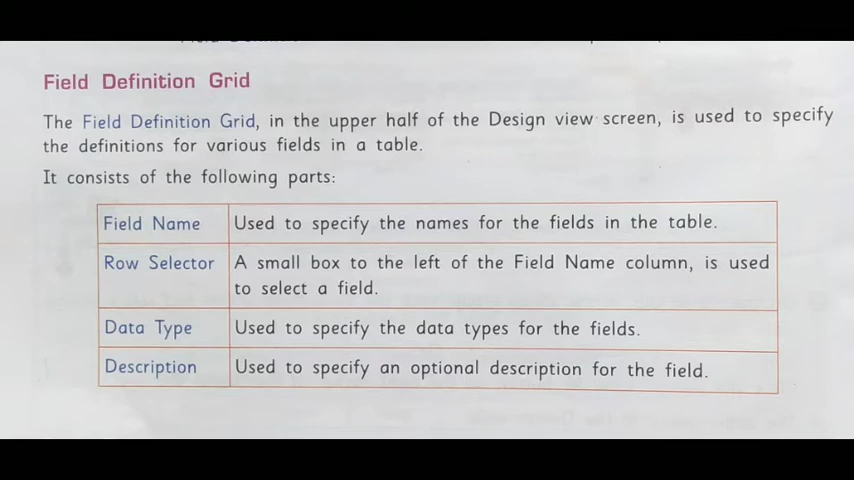 Field Definition Grid
The Field Definition Grid, in the upper half of the Design view screen, is used to specify
the definitions for various fields in a table.
It consists of the following parts:
Field Name Used to specify the names for the fields in the table.
Row Selector A small box to the left of the Field Name column, is used
to select a field.
Data Type Used to specify the data types for the fields.
Description Used to specify an optional description for the field.